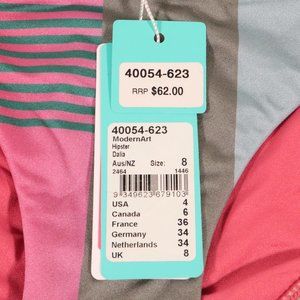 40054-623
RRP $62.00
40054-623
ModernArt
Hipster
Dalia
Aus/NZ Size: 8
2464 1446
9 349623 679103
USA 4
Canada 6
France 36
Germany 34
Netherlands 34
UK 8